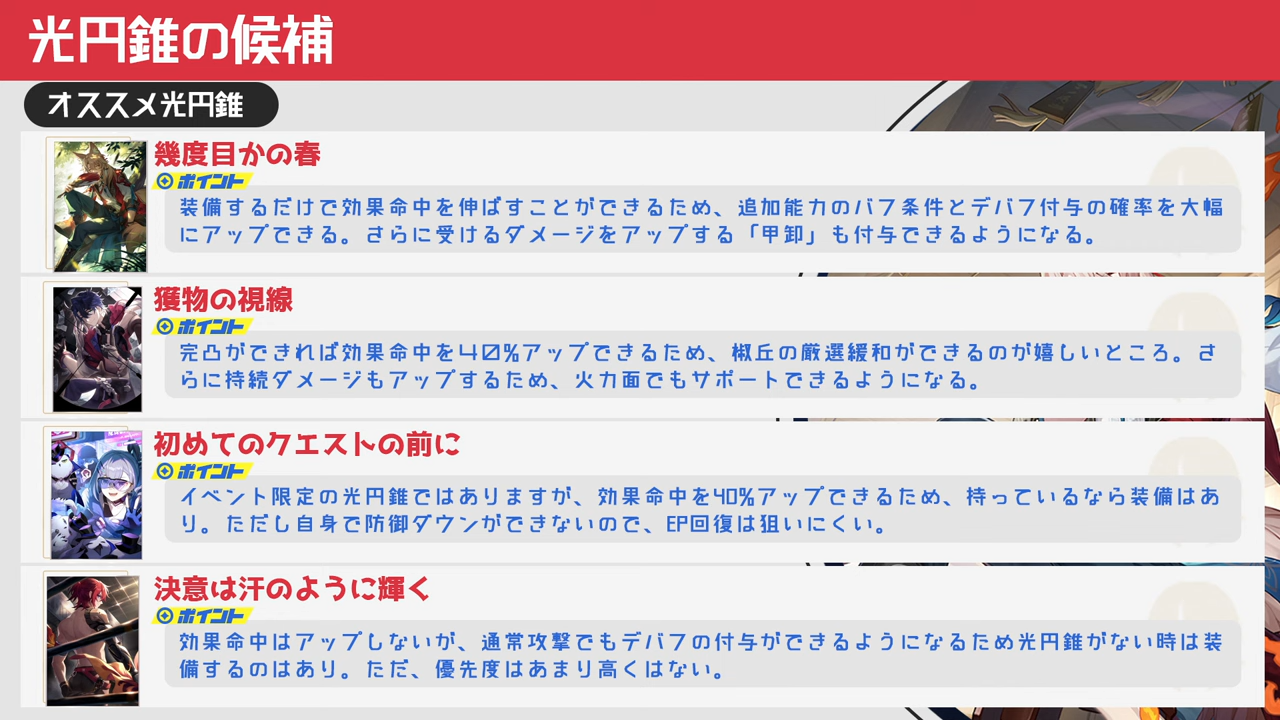 光円錐の候補
オススメ光円錐
幾度目かの春
ポイント
装備するだけで効果命中を伸ばすことができるため、追加能力のバフ条件とデバフ付与の確率を大幅
にアップできる。さらに受けるダメージをアップする「甲卸」も付与できるようになる。
獲物の視線
ポイント
完凸ができれば効果命中を40%アップできるため、椒丘の厳選緩和ができるのが嬉しいところ。さ
らに持続ダメージもアップするため、火力面でもサポートできるようになる。
初めてのクエストの前に
ポイント
イベント限定の光円錐ではありますが、効果命中を40%アップできるため、持っているなら装備はあ
り。ただし自身で防御ダウンができないので、EP回復は狙いにくい。
決意は汗のように輝く
ポイント
効果命中はアップしないが、通常攻撃でもデバフの付与ができるようになるため光円錐がない時は装
備するのはあり。ただ、優先度はあまり高くはない。